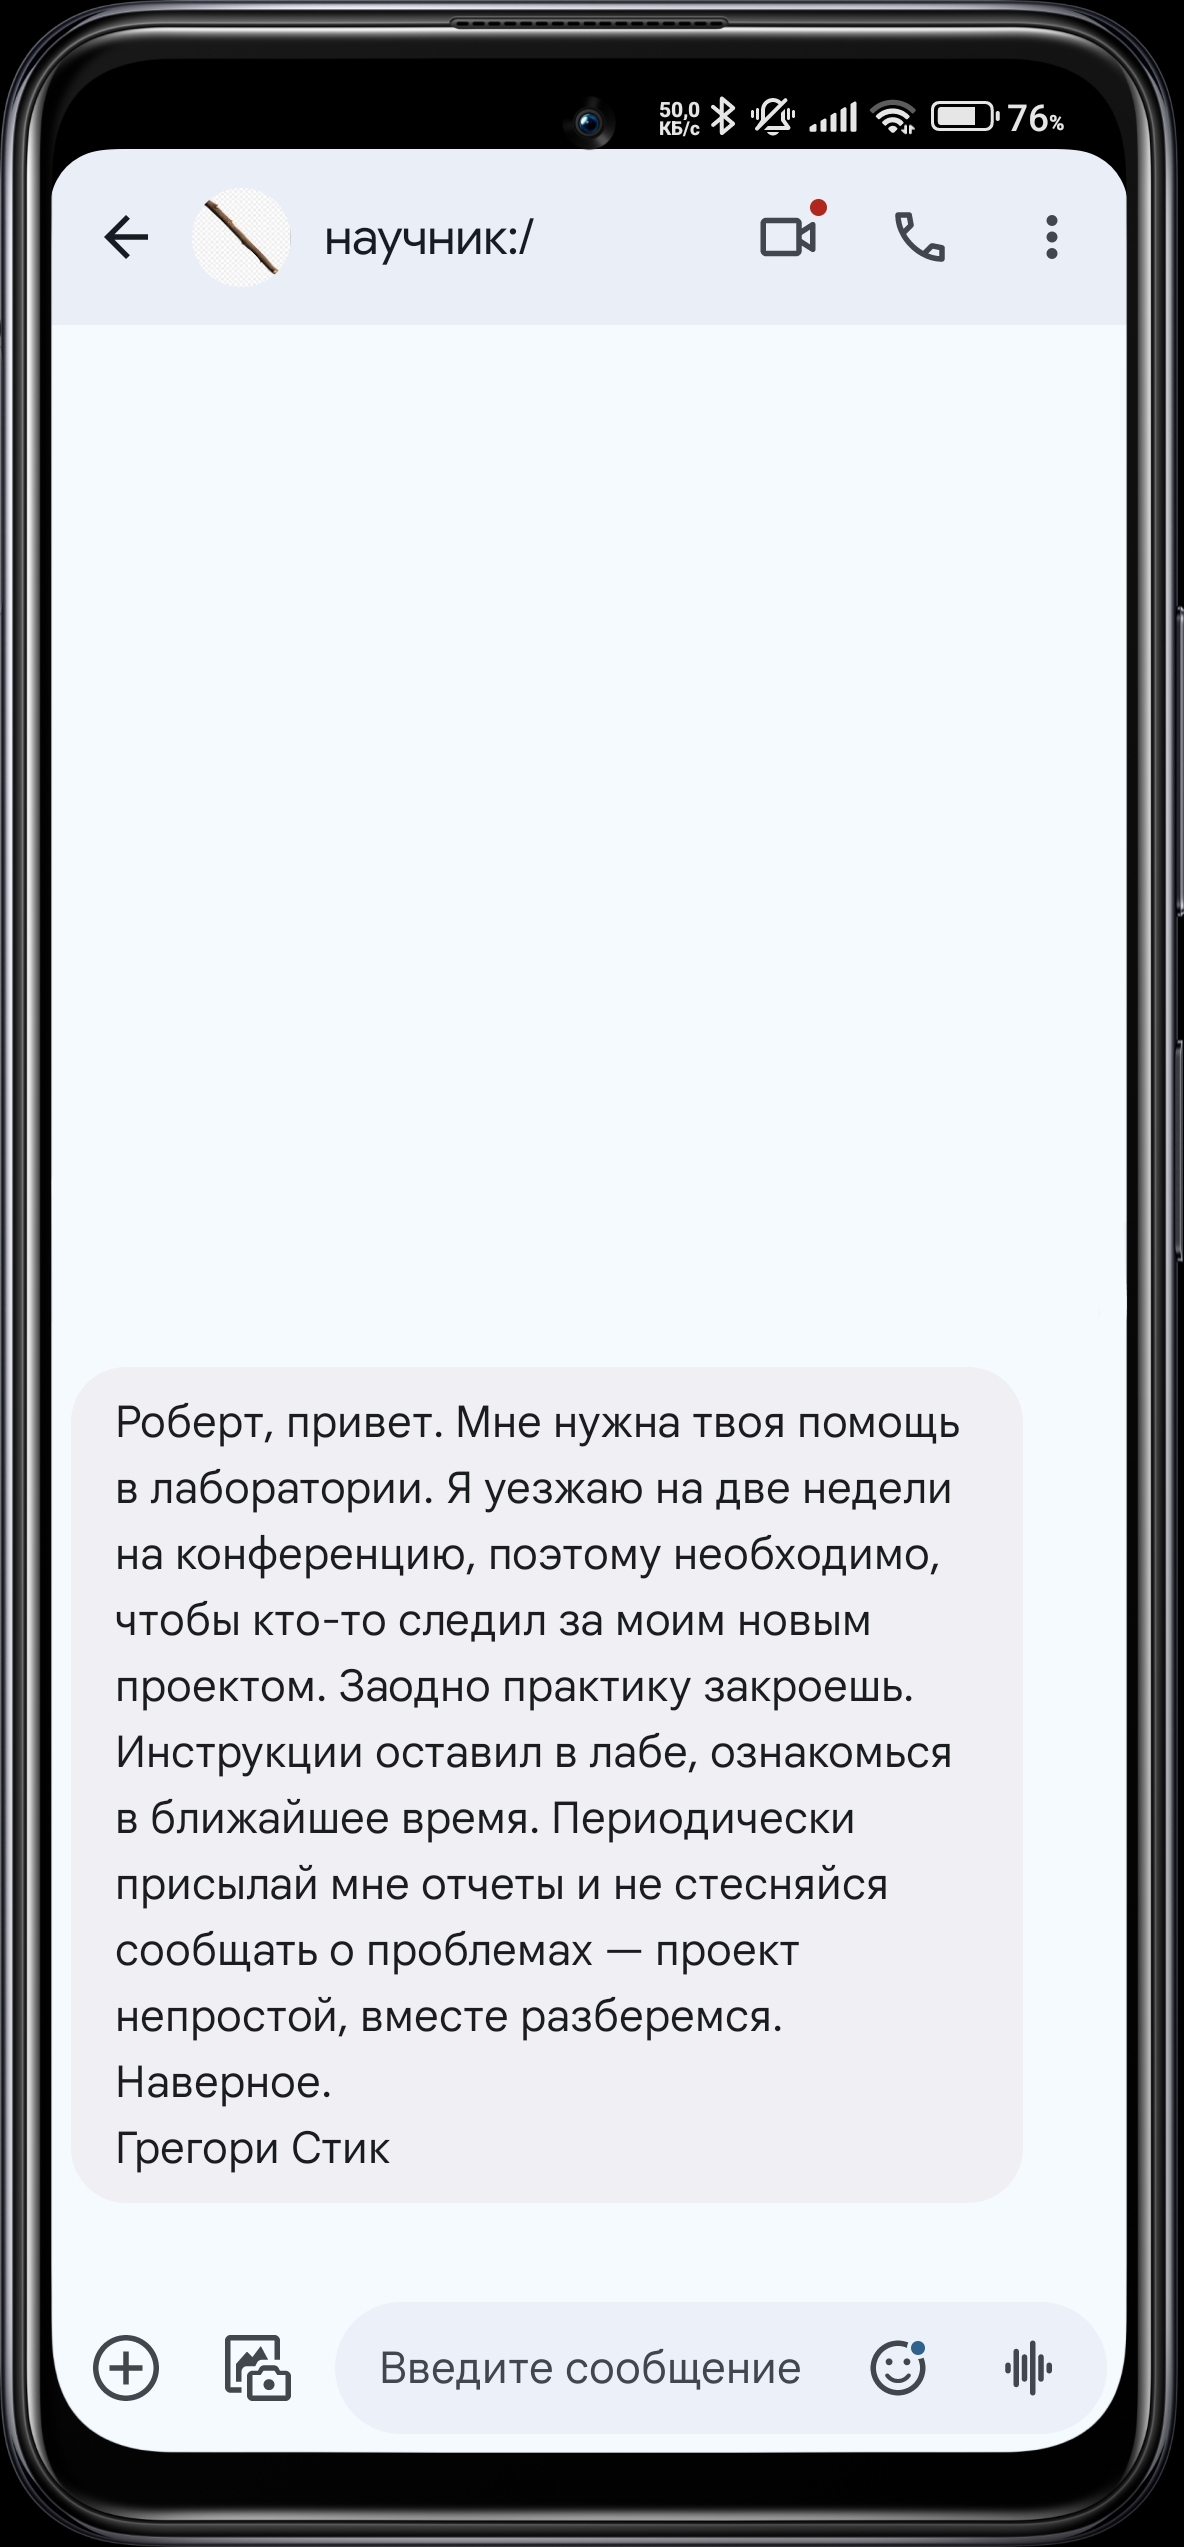 50,0
КБ/с
76%
научник:/
Роберт, привет. Мне нужна твоя помощь
в лаборатории. Я уезжаю на две недели
на конференцию, поэтому необходимо,
чтобы кто-то следил за моим новым
проектом. Заодно практику закроешь.
Инструкции оставил в лабе, ознакомься
в ближайшее время. Периодически
присылай мне отчеты и не стесняйся
сообщать о проблемах — проект
непростой, вместе разберемся.
Наверное.
Грегори Стик
Введите сообщение